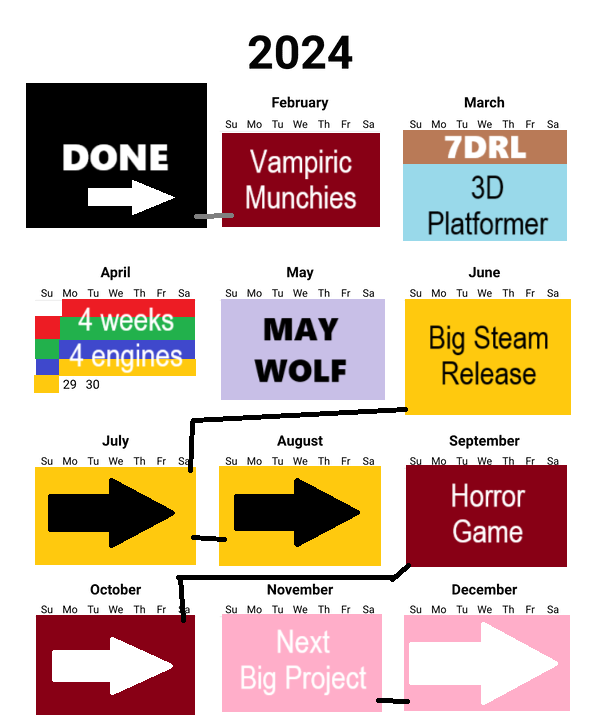 2024
DONE
February
Su Mo Tu We Th Fr Sa
Vampiric
Munchies
March
Su Mo Tu We Th Fr Sa
7DRL
3D
Platformer
April
Su Mo Tu We Th Fr Sa
4 weeks
4 engines
29 30
May
Su Mo Tu We Th Fr Sa
MAY
WOLF
June
Su Mo Tu We Th Fr Sa
Big Steam
Release
July
Su Mo Tu We Th Fr Sa
August
Su Mo Tu We Th Fr Sa
September
Su Mo Tu We Th Fr Sa
Horror
Game
October
Su Mo Tu We Th Fr Sa
November
Su Mo Tu We Th Fr Sa
Next
Big Project
December
Su Mo Tu We Th Fr Sa